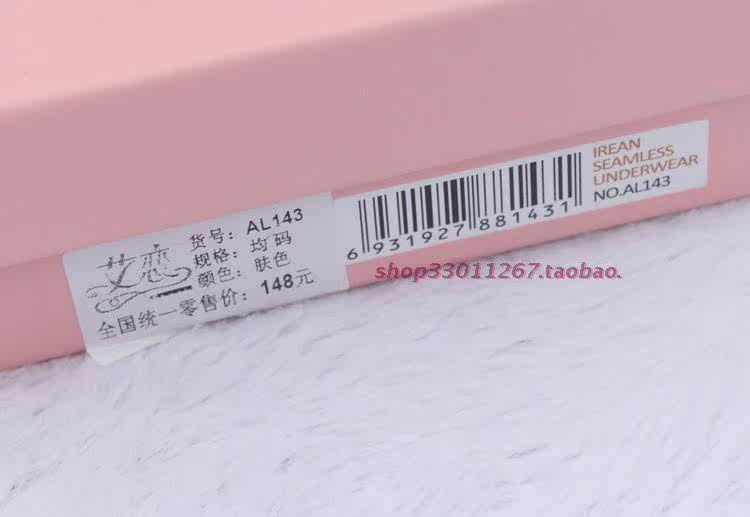 艾恋
货号: AL143
规格: 均码
颜色: 肤色
全国统一零售价: 148元
6 931927 881431
IREAN
SEAMLESS
UNDERWEAR
NO.AL143
shop33011267.taobao.